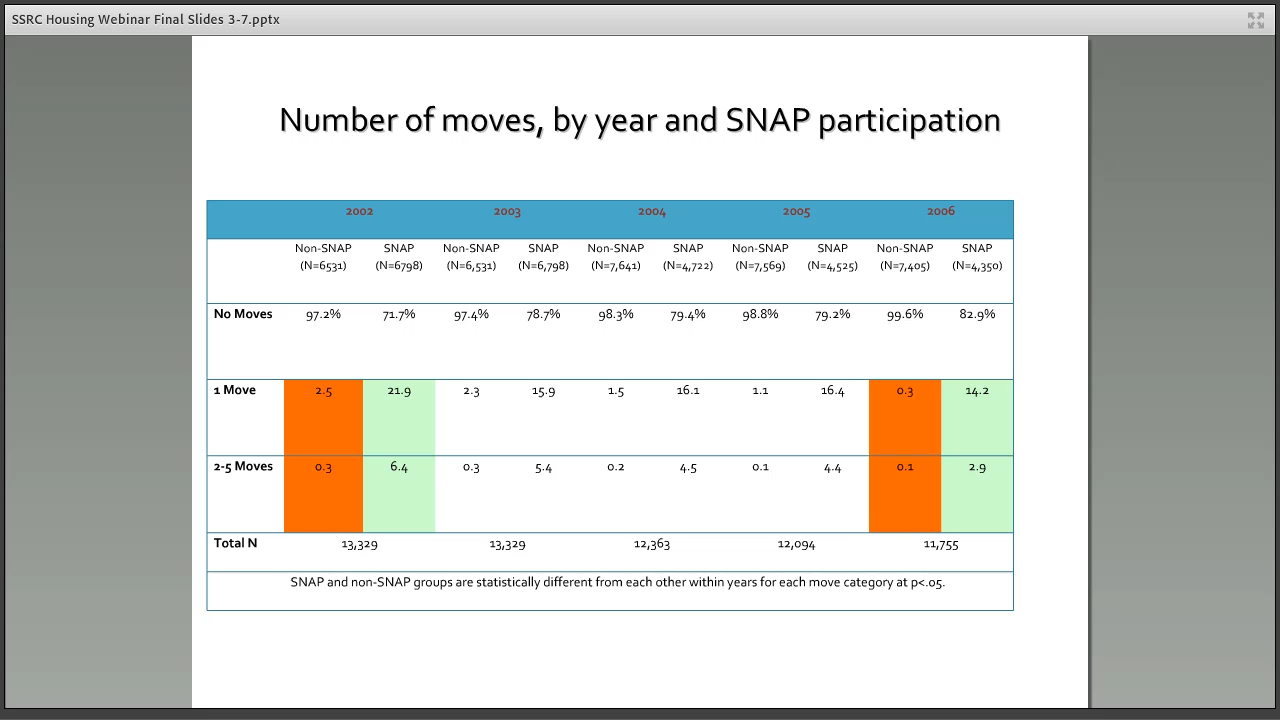 SSRC Housing Webinar Final Slides 3-7.pptx
Number of moves, by year and SNAP participation
2002 2003 2004 2005 2006
Non-SNAP SNAP Non-SNAP SNAP Non-SNAP SNAP Non-SNAP SNAP Non-SNAP SNAP
(N=6531) (N=6798) (N=6,531) (N=6,798) (N=7,641) (N=4,722) (N=7,569) (N=4,525) (N=7,405) (N=4,350)
No Moves 97.2% 71.7% 97.4% 78.7% 98.3% 79.4% 98.8% 79.2% 99.6% 82.9%
1 Move 2.5 21.9 2.3 15.9 1.5 16.1 1.1 16.4 0.3 14.2
2-5 Moves 0.3 6.4 0.3 5.4 0.2 4.5 0.1 4.4 0.1 2.9
Total N 13,329 13,329 12,363 12,094 11,755
SNAP and non-SNAP groups are statistically different from each other within years for each move category at p<.05.